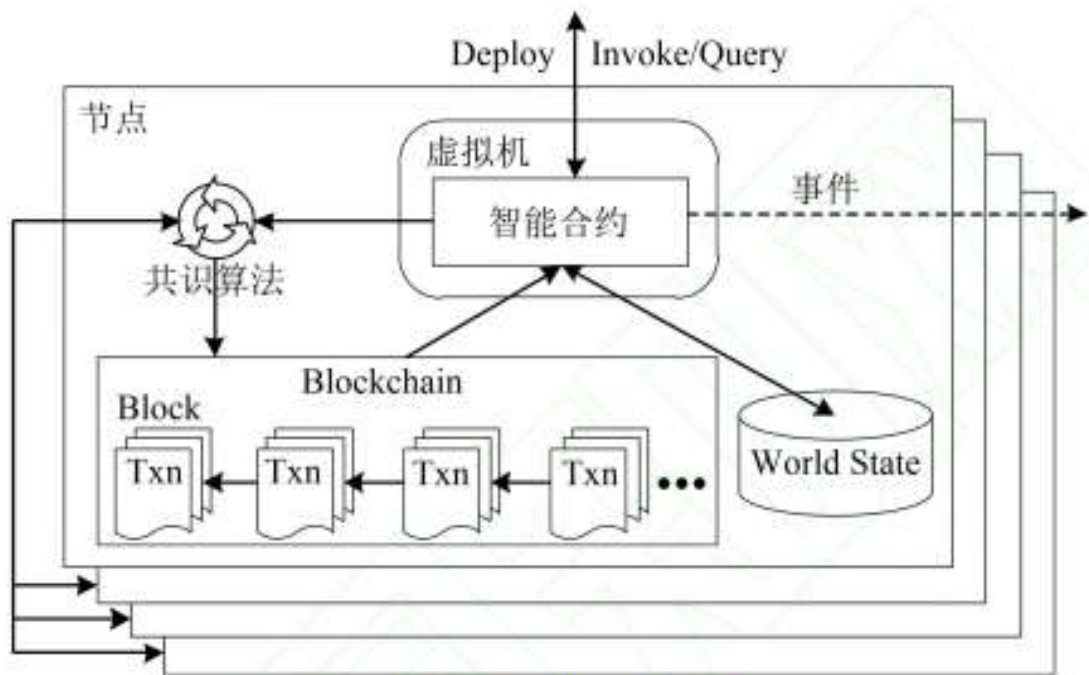 Deploy Invoke/Query
节点
虚拟机
事件
智能合约
共识算法
Blockchain
Block
Txn Txn Txn Txn •••
World State